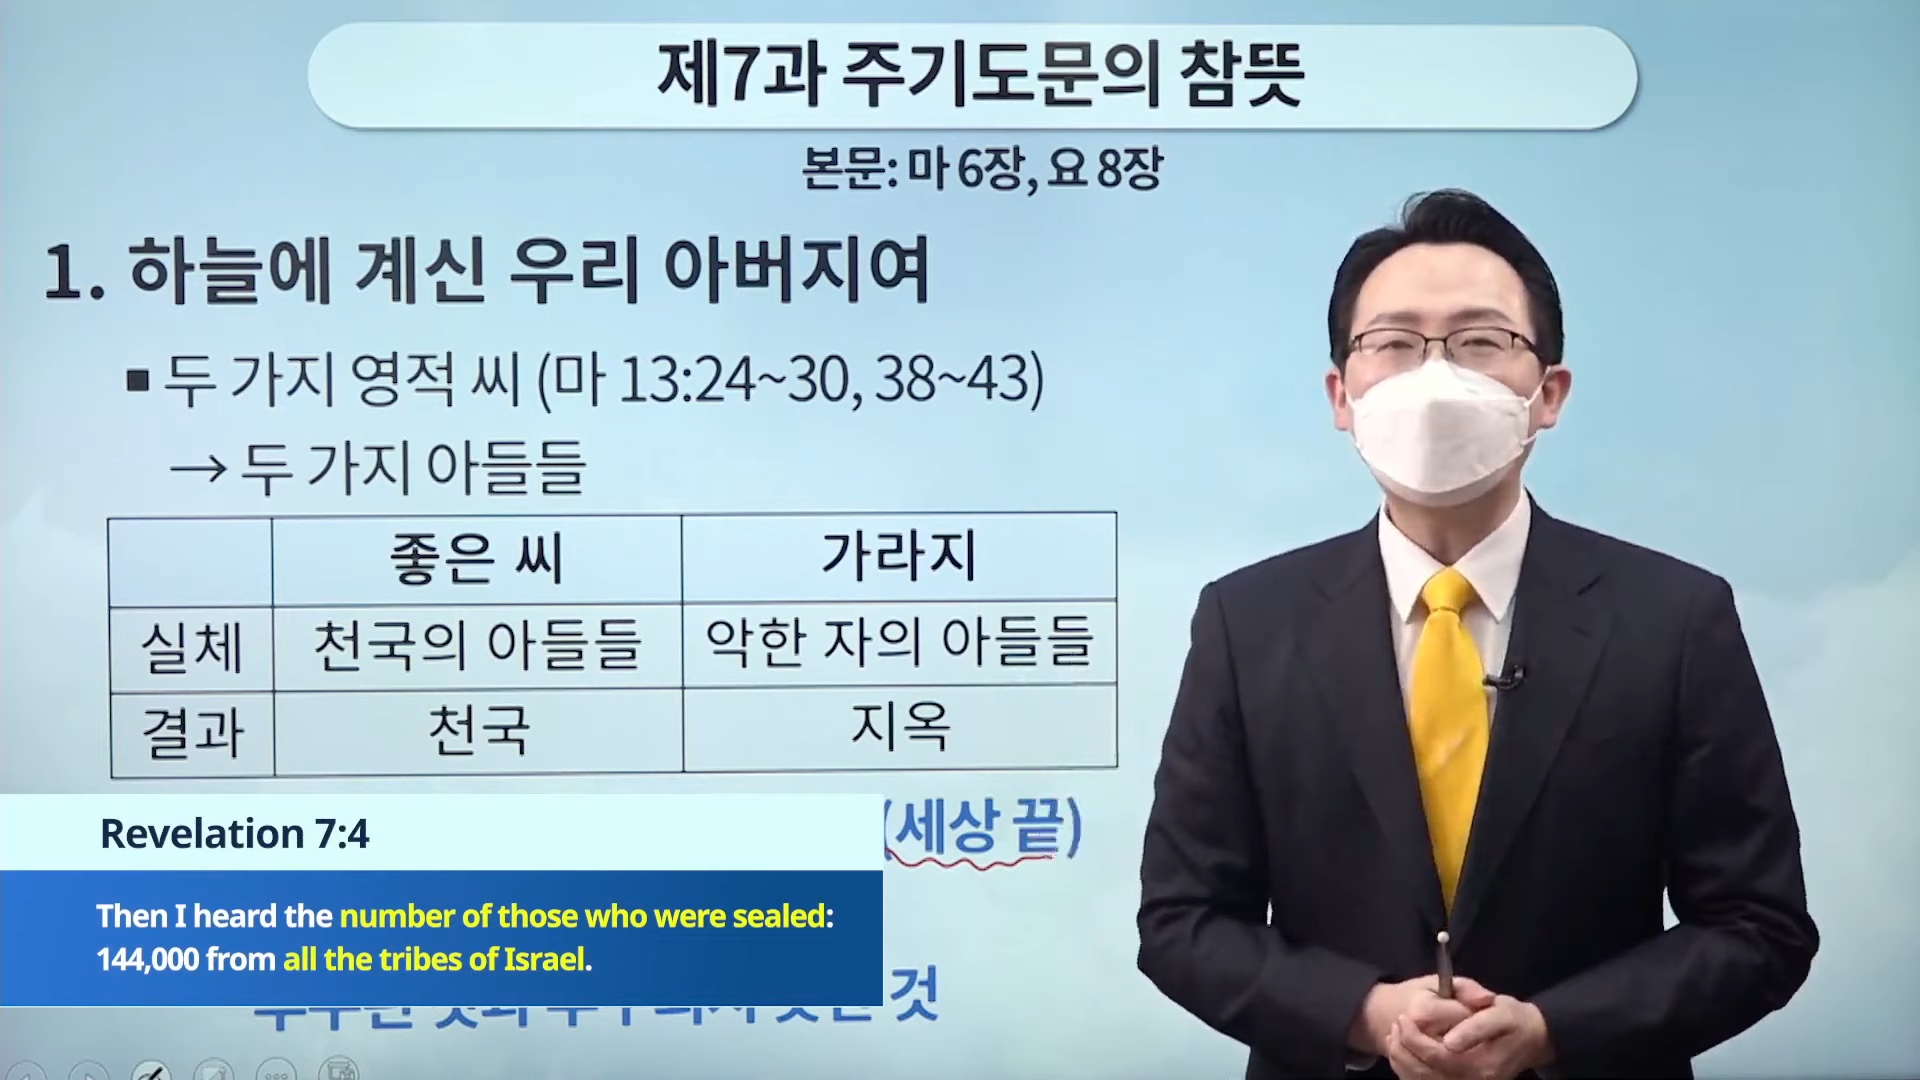 제7과 주기도문의 참뜻
본문: 마 6장, 요 8장
1. 하늘에 계신 우리 아버지여
▪ 두 가지 영적 씨 (마 13:24~30, 38~43)
→ 두 가지 아들들
좋은 씨 가라지
실체 천국의 아들들 악한 자의 아들들
결과 천국 지옥
(세상 끝)
Revelation 7:4
Then I heard the number of those who were sealed:
144,000 from all the tribes of Israel.
것